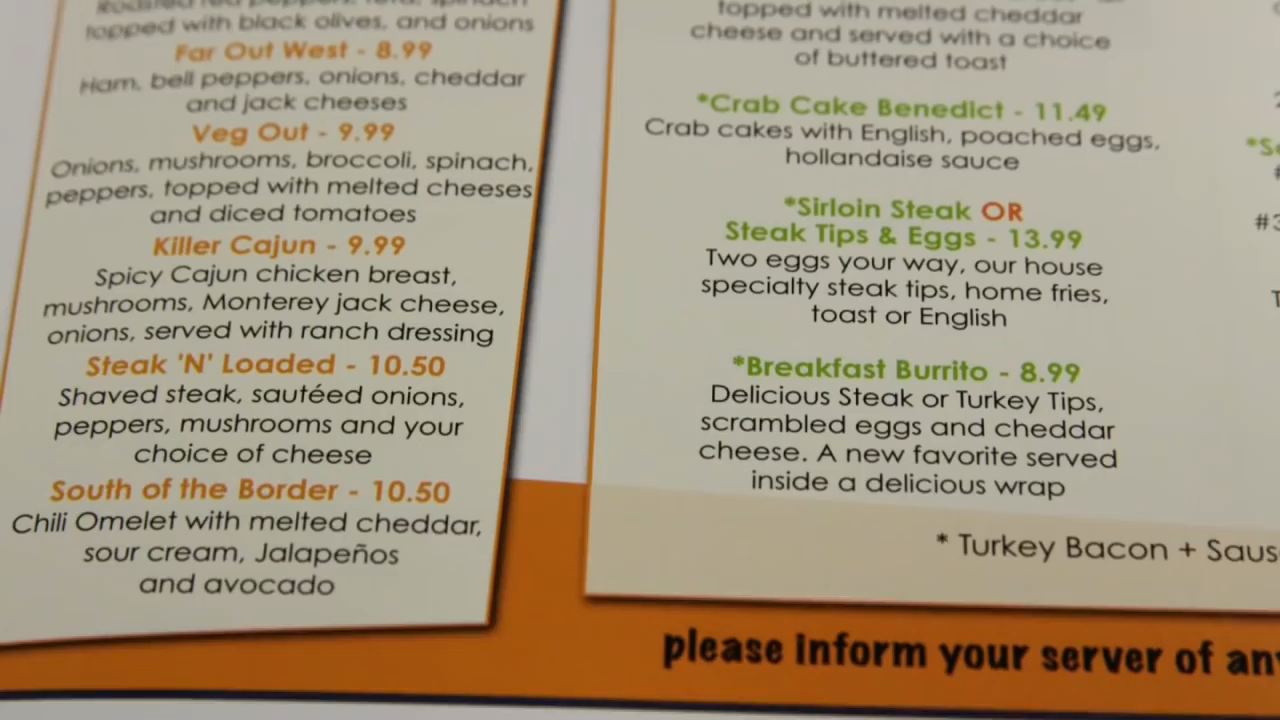 Roasted red peppers, feta, spinach
topped with black olives, and onions
Far Out West - 8.99
Ham, bell peppers, onions, cheddar
and jack cheeses
Veg Out - 9.99
Onions, mushrooms, broccoli, spinach,
peppers, topped with melted cheeses
and diced tomatoes
Killer Cajun - 9.99
Spicy Cajun chicken breast,
mushrooms, Monterey jack cheese,
onions, served with ranch dressing
Steak 'N' Loaded - 10.50
Shaved steak, sautéed onions,
peppers, mushrooms and your
choice of cheese
South of the Border - 10.50
Chili Omelet with melted cheddar,
sour cream, Jalapeños
and avocado
topped with melted cheddar
cheese and served with a choice
of buttered toast
*Crab Cake Benedict - 11.49
Crab cakes with English, poached eggs,
hollandaise sauce
*Sirloin Steak OR
Steak Tips & Eggs - 13.99
Two eggs your way, our house
specialty steak tips, home fries,
toast or English
*Breakfast Burrito - 8.99
Delicious Steak or Turkey Tips,
scrambled eggs and cheddar
cheese. A new favorite served
inside a delicious wrap
* Turkey Bacon + Saus
please inform your server of any